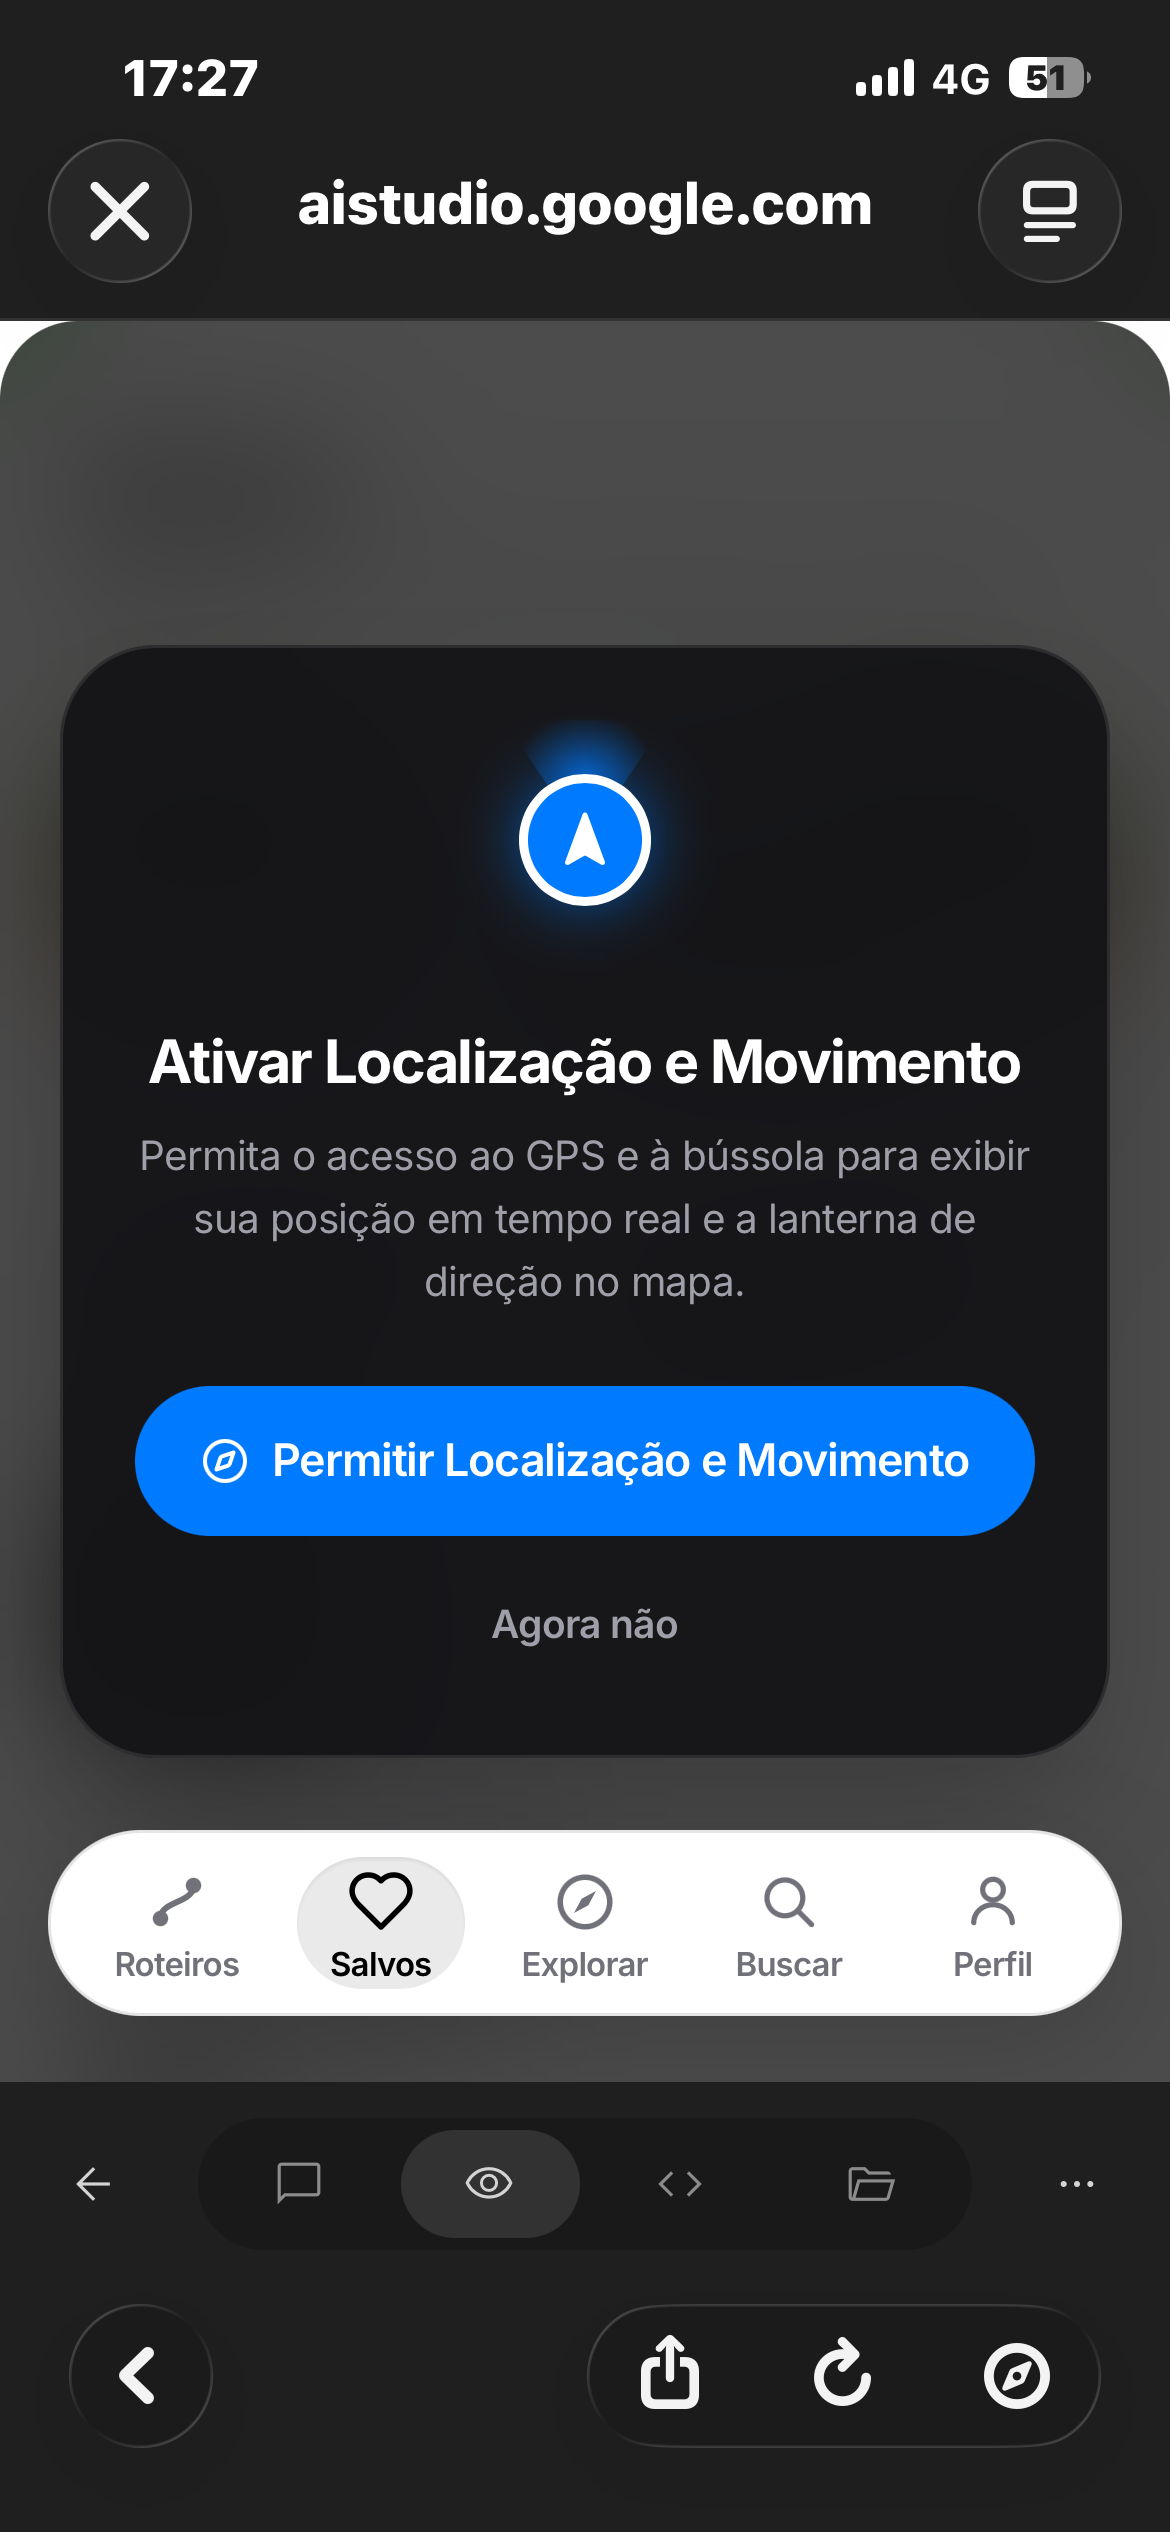 17:27
4G
51
aistudio.google.com
Ativar Localização e Movimento
Permita o acesso ao GPS e à bússola para exibir
sua posição em tempo real e a lanterna de
direção no mapa.
Permitir Localização e Movimento
Agora não
Roteiros
Salvos
Explorar
Buscar
Perfil